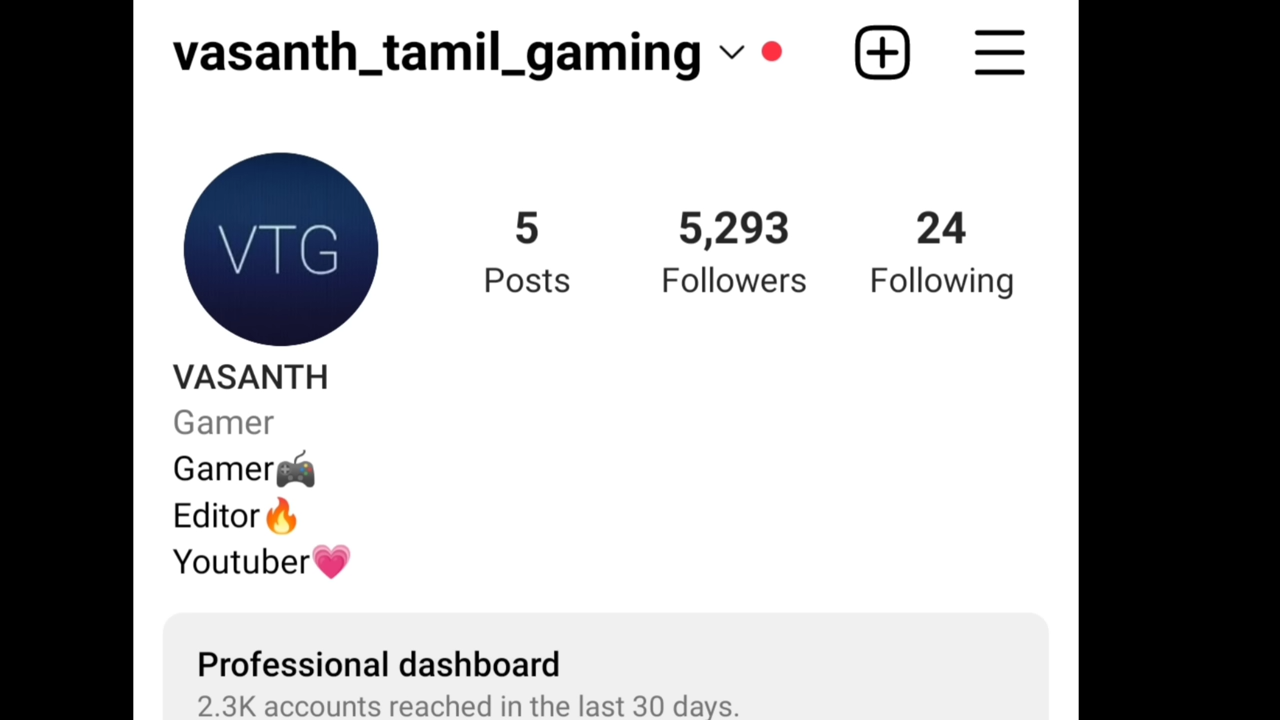 vasanth_tamil_gaming
VTG
5
Posts
5,293
Followers
24
Following
VASANTH
Gamer
Gamer🎮
Editor🔥
Youtuber💗
Professional dashboard
2.3K accounts reached in the last 30 days.